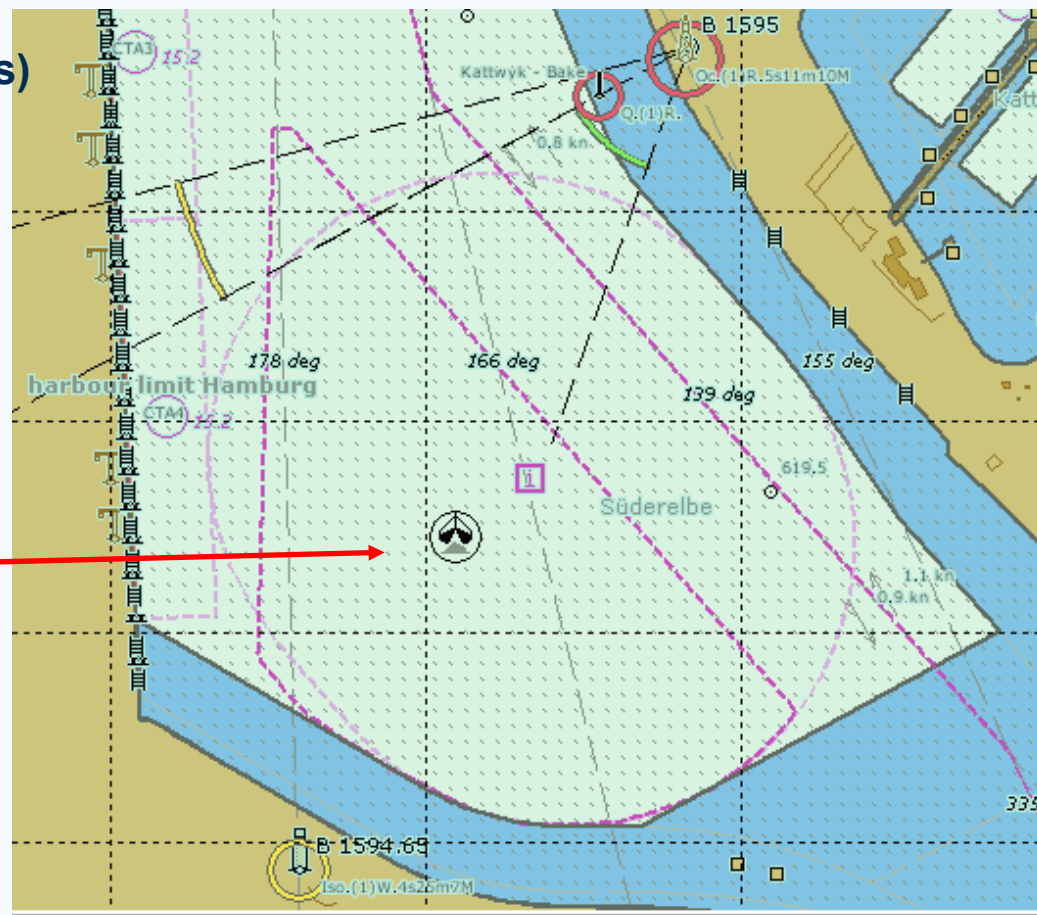 s)
B 1595
CTA3
15.2
Kattwyk - Bake
Oc.(1)R.5s11m10M
Katt
Q.(1)R.
0.8 kn
178 deg
166 deg
155 deg
139 deg
harbour limit Hamburg
CTA4
15.2
619.5
1
Süderelbe
1.1 kn
0.9 kn
335
B 1594.65
Iso.(1)W.4s25m7M